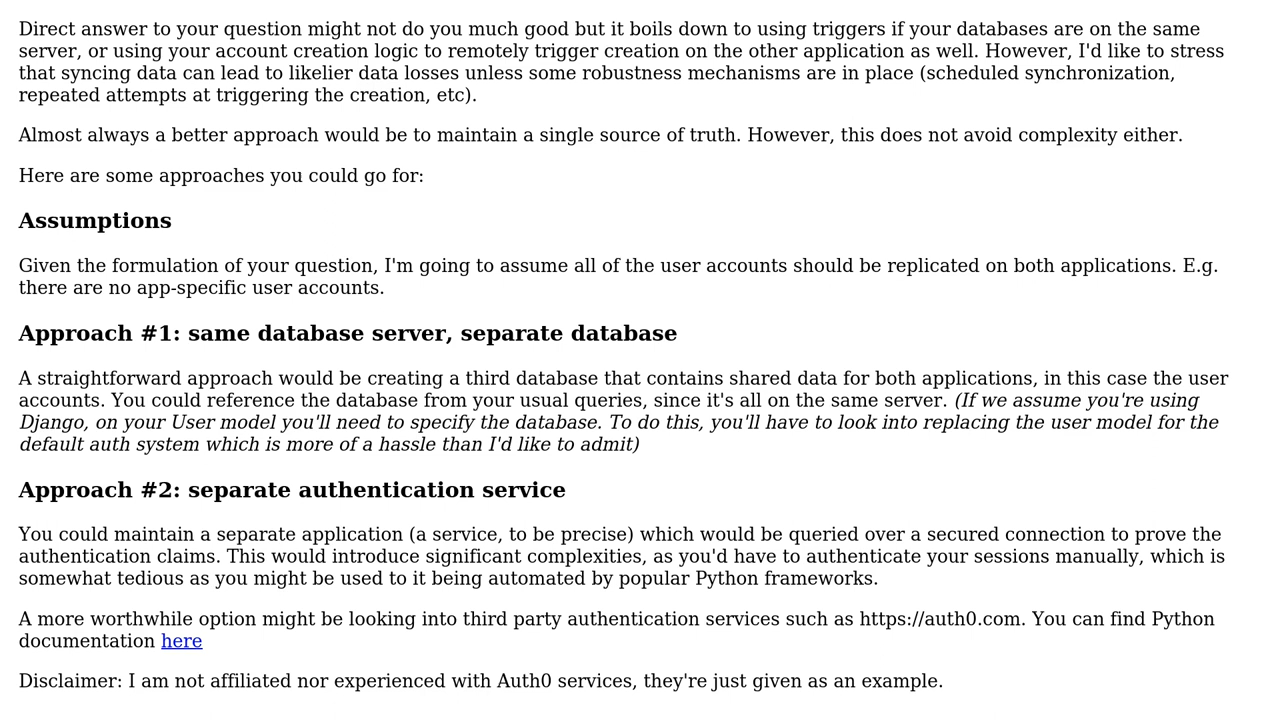 Direct answer to your question might not do you much good but it boils down to using triggers if your databases are on the same
server, or using your account creation logic to remotely trigger creation on the other application as well. However, I'd like to stress
that syncing data can lead to likelier data losses unless some robustness mechanisms are in place (scheduled synchronization,
repeated attempts at triggering the creation, etc).
Almost always a better approach would be to maintain a single source of truth. However, this does not avoid complexity either.
Here are some approaches you could go for:
Assumptions
Given the formulation of your question, I'm going to assume all of the user accounts should be replicated on both applications. E.g.
there are no app-specific user accounts.
Approach #1: same database server, separate database
A straightforward approach would be creating a third database that contains shared data for both applications, in this case the user
accounts. You could reference the database from your usual queries, since it's all on the same server. (If we assume you're using
Django, on your User model you'll need to specify the database. To do this, you'll have to look into replacing the user model for the
default auth system which is more of a hassle than I'd like to admit)
Approach #2: separate authentication service
You could maintain a separate application (a service, to be precise) which would be queried over a secured connection to prove the
authentication claims. This would introduce significant complexities, as you'd have to authenticate your sessions manually, which is
somewhat tedious as you might be used to it being automated by popular Python frameworks.
A more worthwhile option might be looking into third party authentication services such as https://auth0.com. You can find Python
documentation here
Disclaimer: I am not affiliated nor experienced with Auth0 services, they're just given as an example.